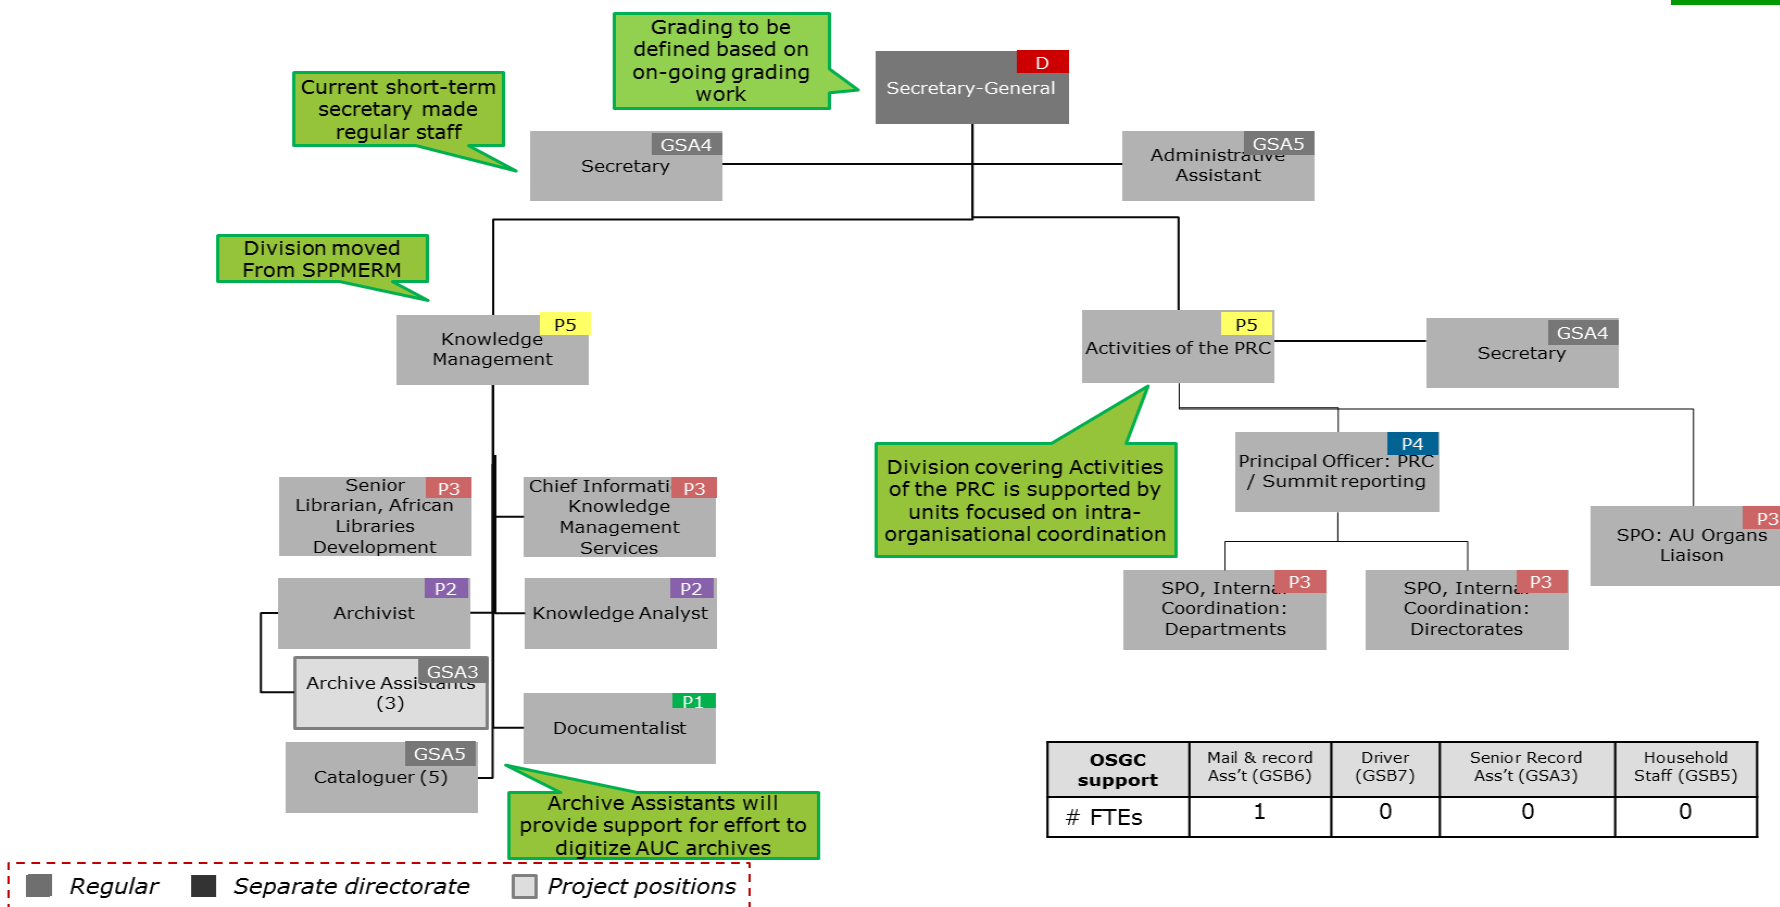 Grading to be
defined based on
on-going grading
work
D
Secretary-General
Current short-term
secretary made
regular staff
GSA4
Secretary
GSA5
Administrative
Assistant
Division moved
From SPPMERM
P5
Knowledge
Management
P5
Activities of the PRC
GSA4
Secretary
Division covering Activities
of the PRC is supported by
units focused on intra-
organisational coordination
P4
Principal Officer: PRC
/ Summit reporting
P3
SPO: AU Organs
Liaison
P3
SPO, Interna
Coordination:
Departments
P3
SPO, Interna
Coordination:
Directorates
P3
Senior
Librarian, African
Libraries
Development
P3
Chief Informati
Knowledge
Management
Services
P2
Archivist
P2
Knowledge Analyst
GSA3
Archive Assistants
(3)
P1
Documentalist
GSA5
Cataloguer (5)
Archive Assistants will
provide support for effort to
digitize AUC archives
OSGC support | Mail & record Ass't (GSB6) | Driver (GSB7) | Senior Record Ass't (GSA3) | Household Staff (GSB5)
# FTEs | 1 | 0 | 0 | 0
Regular
Separate directorate
Project positions